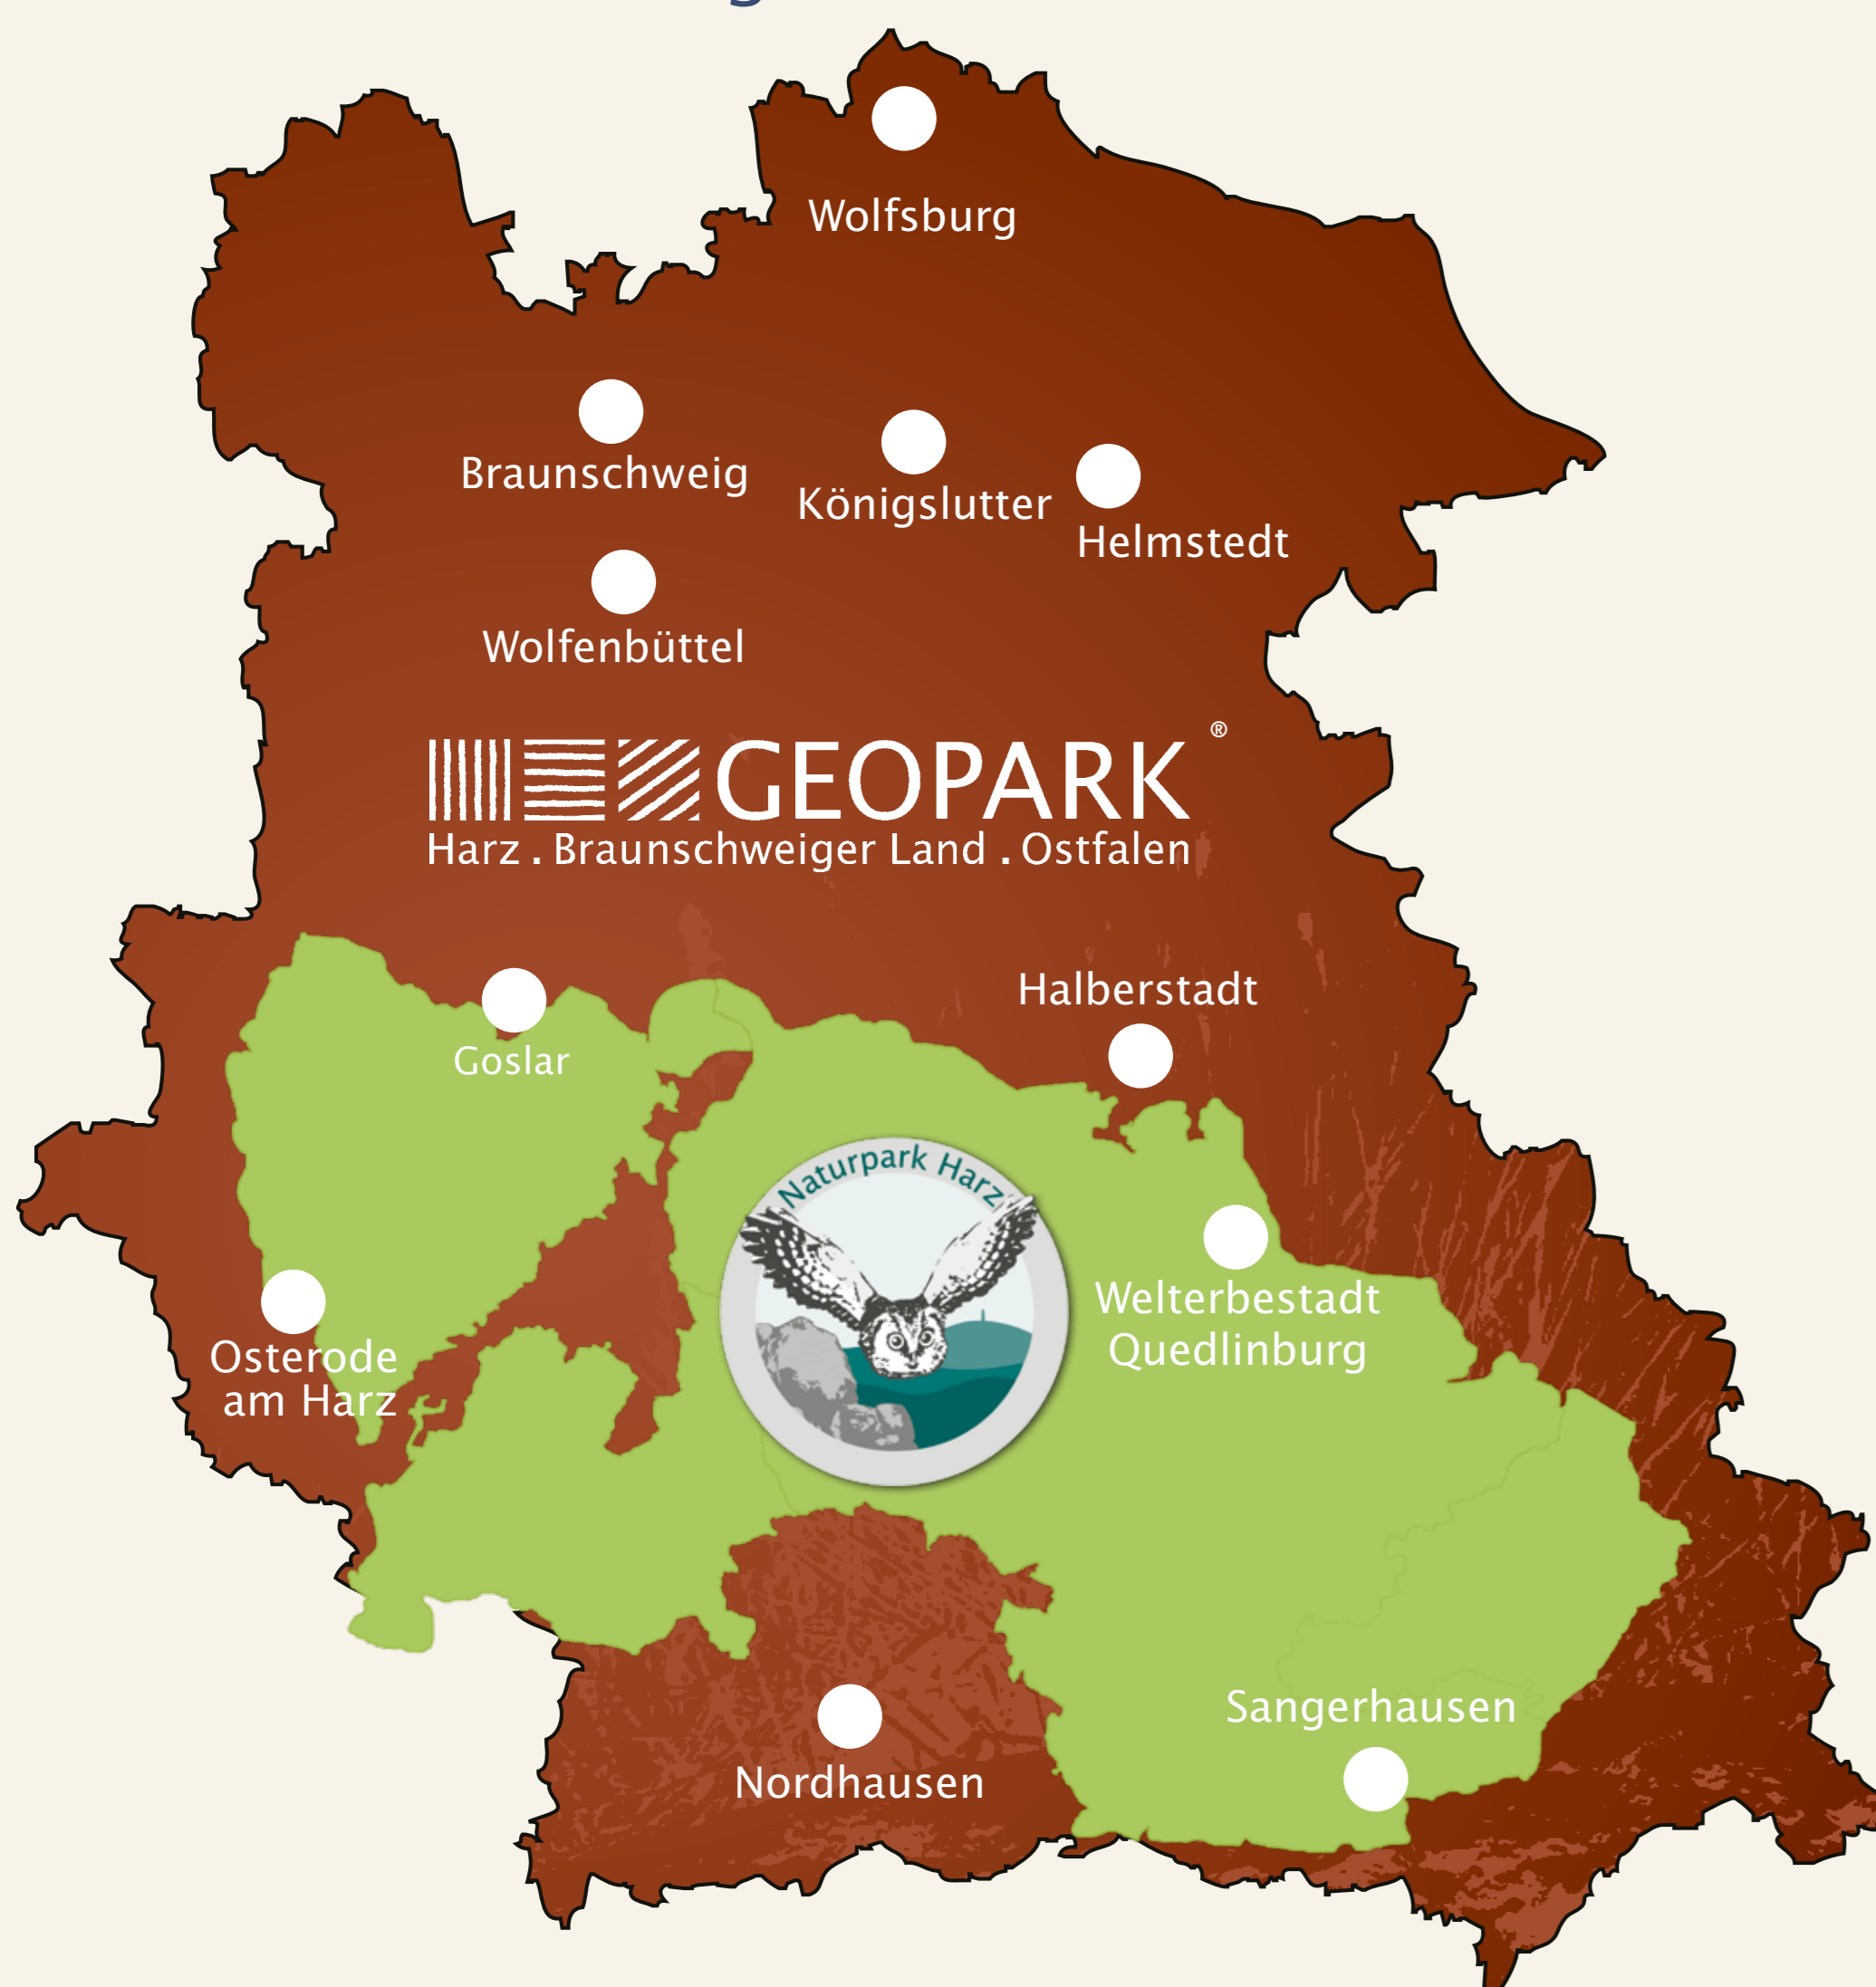 Wolfsburg
Braunschweig
Königslutter
Helmstedt
Wolfenbüttel
GEOPARK ®
Harz . Braunschweiger Land . Ostfalen
Halberstadt
Goslar
Naturpark Harz
Welterbestadt
Quedlinburg
Osterode
am Harz
Sangerhausen
Nordhausen